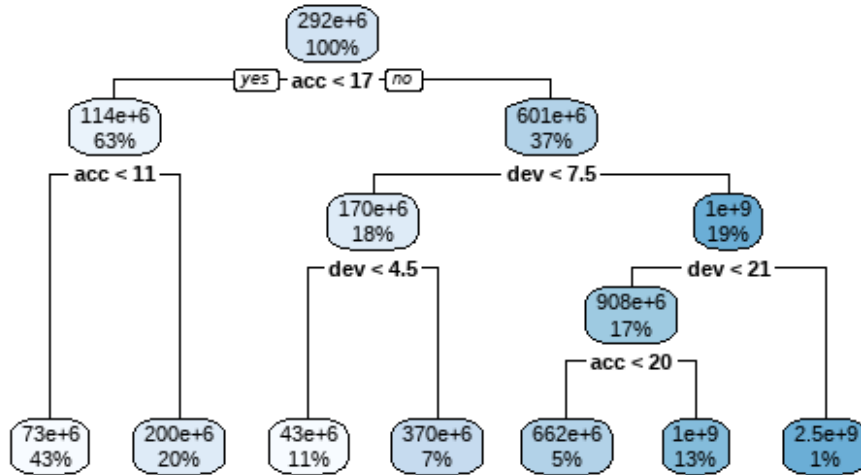 292e+6
100%
yes acc < 17 no
114e+6
63%
601e+6
37%
acc < 11
dev < 7.5
170e+6
18%
1e+9
19%
dev < 4.5
dev < 21
908e+6
17%
acc < 20
73e+6
43%
200e+6
20%
43e+6
11%
370e+6
7%
662e+6
5%
1e+9
13%
2.5e+9
1%